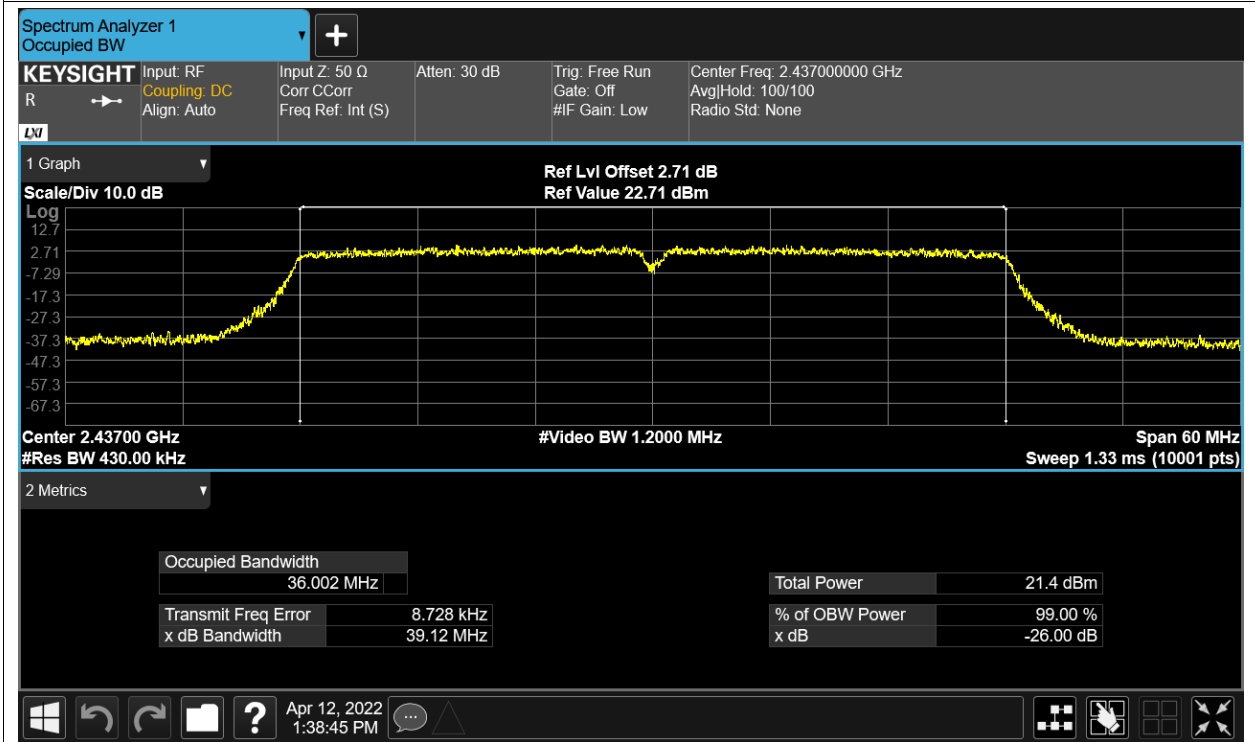 Spectrum Analyzer 1
Occupied BW
KEYSIGHT Input: RF Input Z: 50 Ω Atten: 30 dB Trig: Free Run Center Freq: 2.437000000 GHz
R Coupling: DC Corr CCorr Gate: Off Avg|Hold: 100/100
Align: Auto Freq Ref: Int (S) #IF Gain: Low Radio Std: None
LXI
1 Graph
Ref Lvl Offset 2.71 dB
Scale/Div 10.0 dB Ref Value 22.71 dBm
Log
12.7
2.71
-7.29
-17.3
-27.3
-37.3
-47.3
-57.3
-67.3
Center 2.43700 GHz #Video BW 1.2000 MHz Span 60 MHz
#Res BW 430.00 kHz Sweep 1.33 ms (10001 pts)
2 Metrics
Occupied Bandwidth
36.002 MHz Total Power 21.4 dBm
Transmit Freq Error 8.728 kHz % of OBW Power 99.00 %
x dB Bandwidth 39.12 MHz x dB -26.00 dB
? Apr 12, 2022
1:38:45 PM